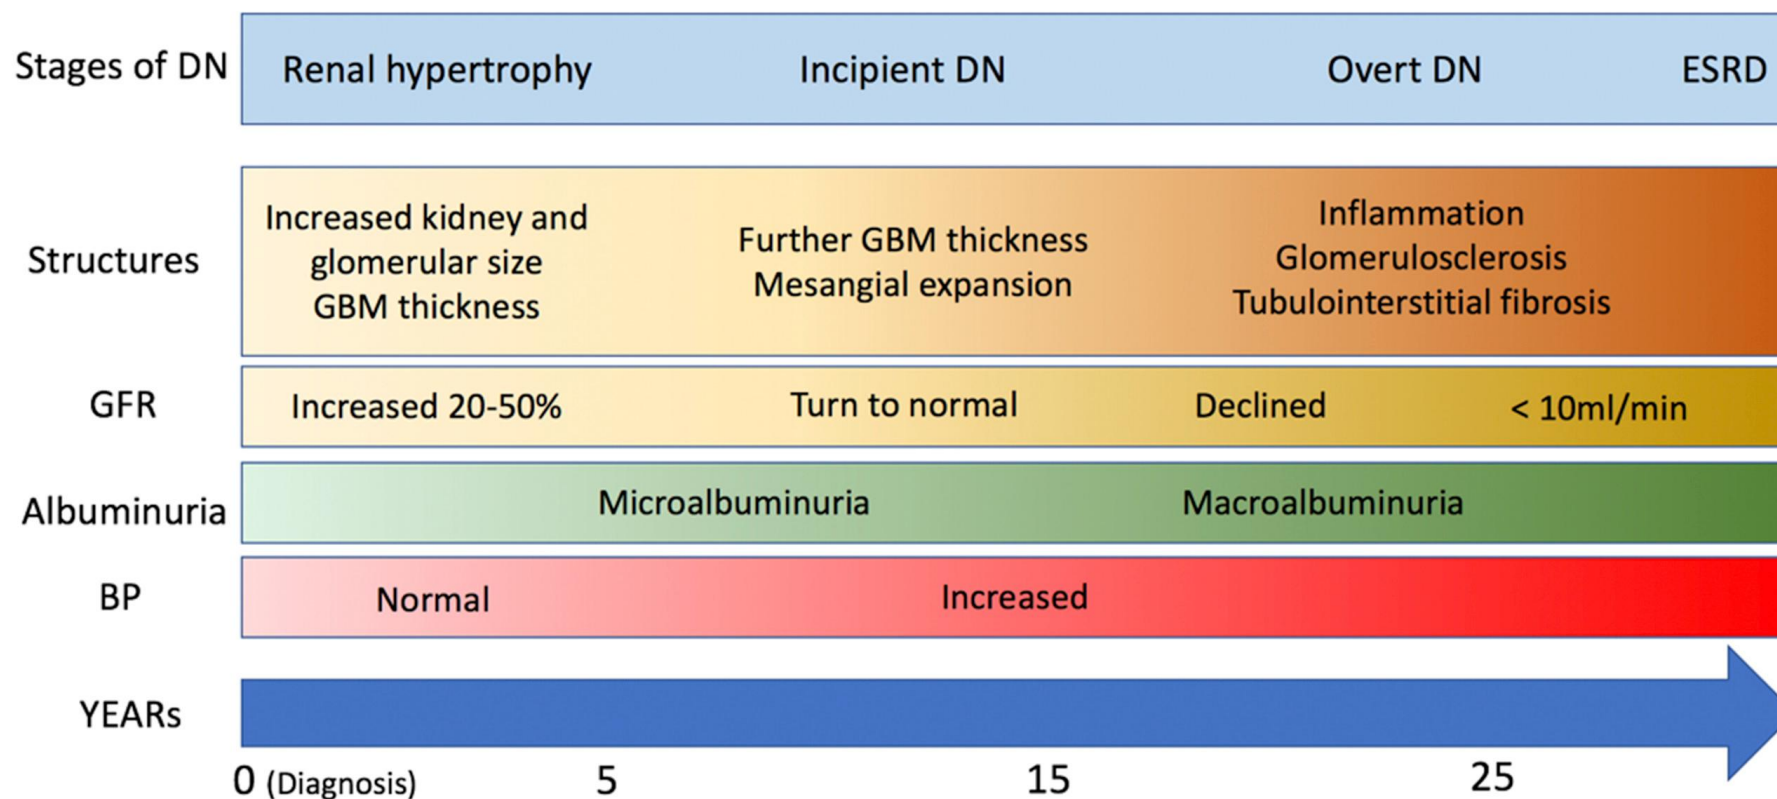 Stages of DN
Renal hypertrophy
Incipient DN
Overt DN
ESRD
Structures
Increased kidney and
glomerular size
GBM thickness
Further GBM thickness
Mesangial expansion
Inflammation
Glomerulosclerosis
Tubulointerstitial fibrosis
GFR
Increased 20-50%
Turn to normal
Declined
< 10ml/min
Albuminuria
Microalbuminuria
Macroalbuminuria
BP
Normal
Increased
YEARs
0 (Diagnosis)
5
15
25